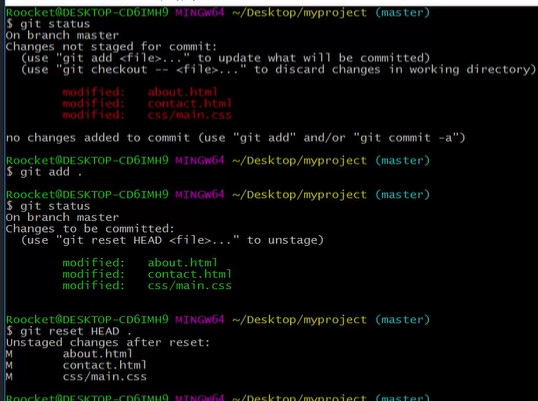 Roocket@DESKTOP-CD6IMH9 MINGW64 ~/Desktop/myproject (master)
$ git status
On branch master
Changes not staged for commit:
  (use "git add <file>..." to update what will be committed)
  (use "git checkout -- <file>..." to discard changes in working directory)

        modified:   about.html
        modified:   contact.html
        modified:   css/main.css

no changes added to commit (use "git add" and/or "git commit -a")

Roocket@DESKTOP-CD6IMH9 MINGW64 ~/Desktop/myproject (master)
$ git add .

Roocket@DESKTOP-CD6IMH9 MINGW64 ~/Desktop/myproject (master)
$ git status
On branch master
Changes to be committed:
  (use "git reset HEAD <file>..." to unstage)

        modified:   about.html
        modified:   contact.html
        modified:   css/main.css

Roocket@DESKTOP-CD6IMH9 MINGW64 ~/Desktop/myproject (master)
$ git reset HEAD .
Unstaged changes after reset:
M       about.html
M       contact.html
M       css/main.css

Roocket@DESKTOP-CD6IMH9 MINGW64 ~/Desktop/myproject (master)